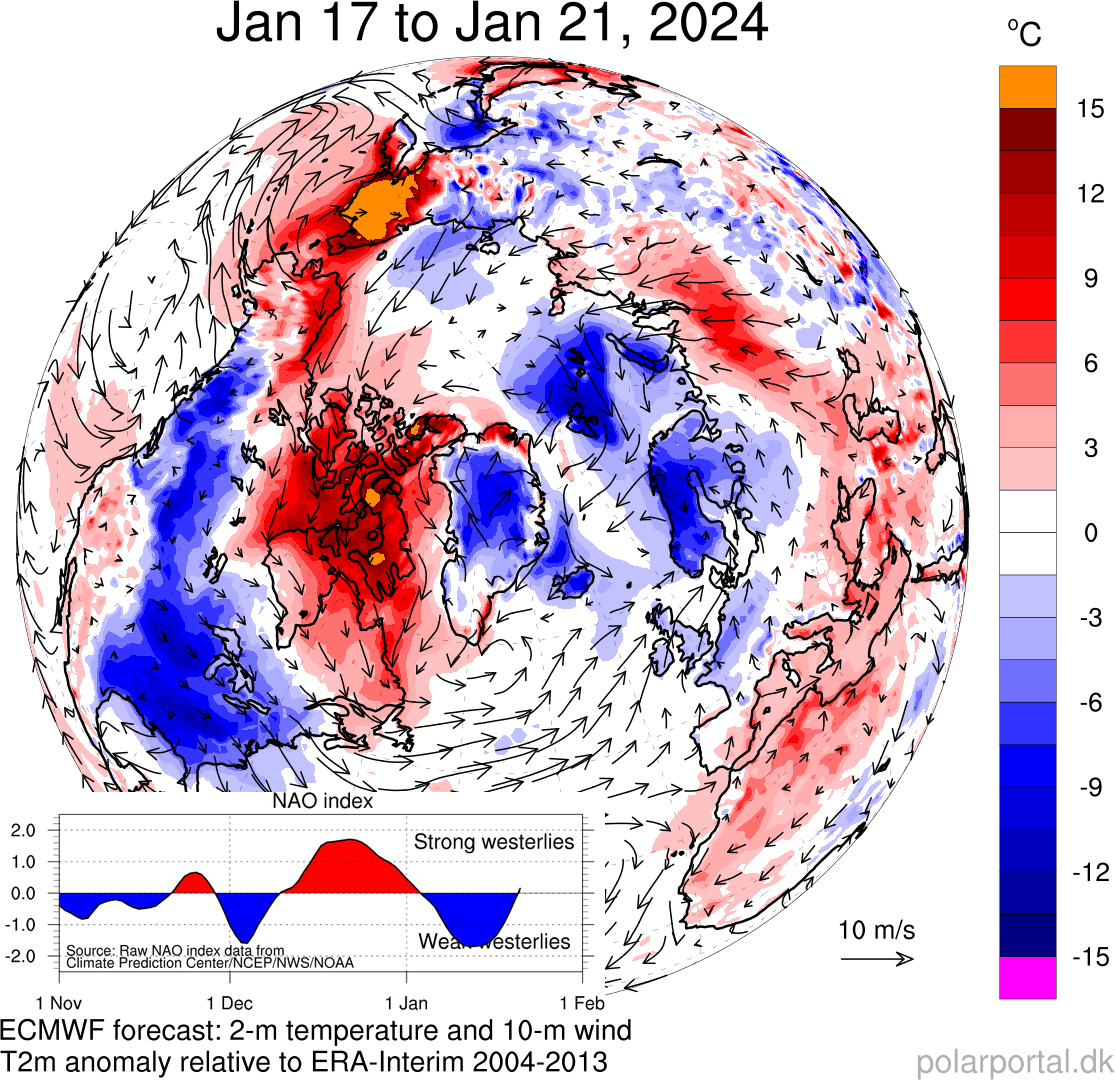 Jan 17 to Jan 21, 2024
oC
15
12
9
6
3
0
-3
-6
-9
-12
-15
NAO index
2.0
1.0
0.0
-1.0
-2.0
Strong westerlies
Weak westerlies
Source: Raw NAO index data from
Climate Prediction Center/NCEP/NWS/NOAA
1 Nov
1 Dec
1 Jan
1 Feb
10 m/s
ECMWF forecast: 2-m temperature and 10-m wind
T2m anomaly relative to ERA-Interim 2004-2013
polarportal.dk